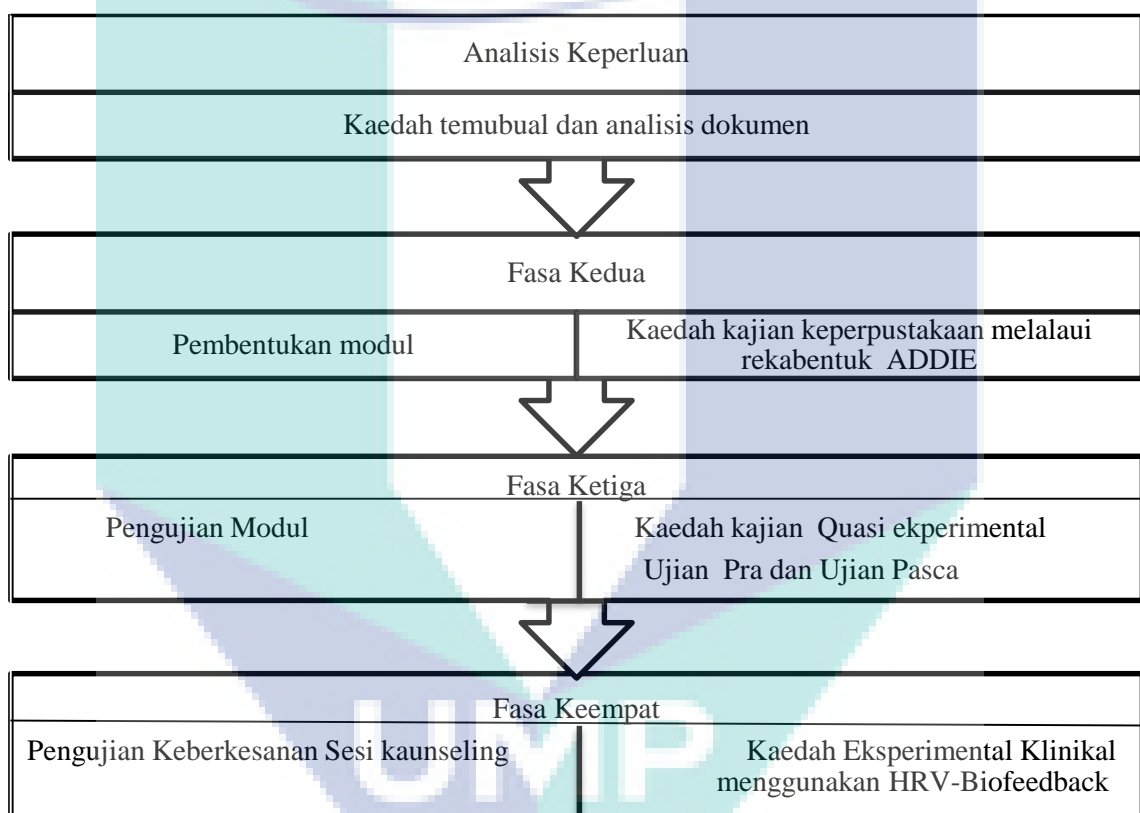 Analisis Keperluan
Kaedah temubual dan analisis dokumen
Fasa Kedua
Pembentukan modul
Kaedah kajian keperpustakaan melalaui
rekabentuk ADDIE
Fasa Ketiga
Pengujian Modul
Kaedah kajian Quasi ekperimental
Ujian Pra dan Ujian Pasca
Fasa Keempat
Pengujian Keberkesanan Sesi kaunseling
Kaedah Eksperimental Klinikal
menggunakan HRV-Biofeedback
UMP